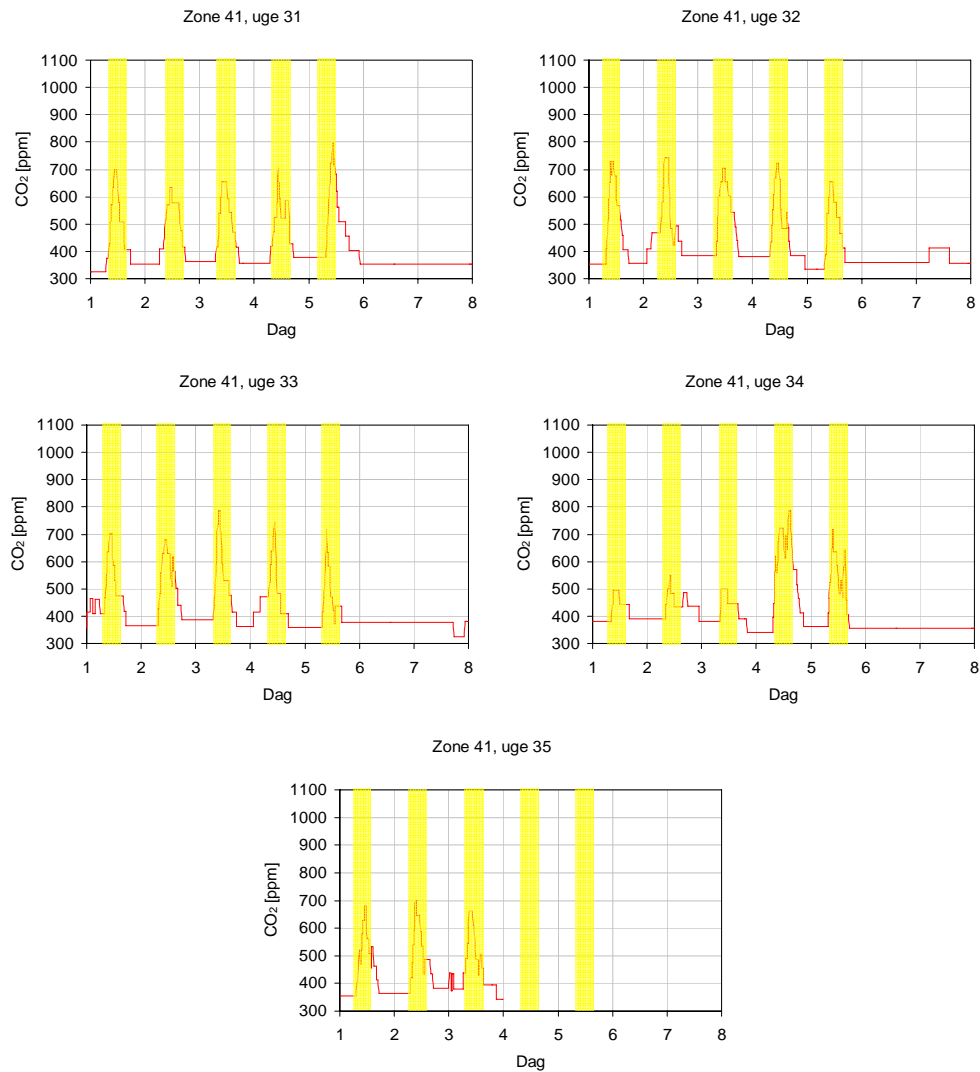 Zone 41, uge 31
1100
1000
900
800
700
600
500
400
300
CO₂ [ppm]
1 2 3 4 5 6 7 8
Dag
Zone 41, uge 32
1100
1000
900
800
700
600
500
400
300
CO₂ [ppm]
1 2 3 4 5 6 7 8
Dag
Zone 41, uge 33
1100
1000
900
800
700
600
500
400
300
CO₂ [ppm]
1 2 3 4 5 6 7 8
Dag
Zone 41, uge 34
1100
1000
900
800
700
600
500
400
300
CO₂ [ppm]
1 2 3 4 5 6 7 8
Dag
Zone 41, uge 35
1100
1000
900
800
700
600
500
400
300
CO₂ [ppm]
1 2 3 4 5 6 7 8
Dag